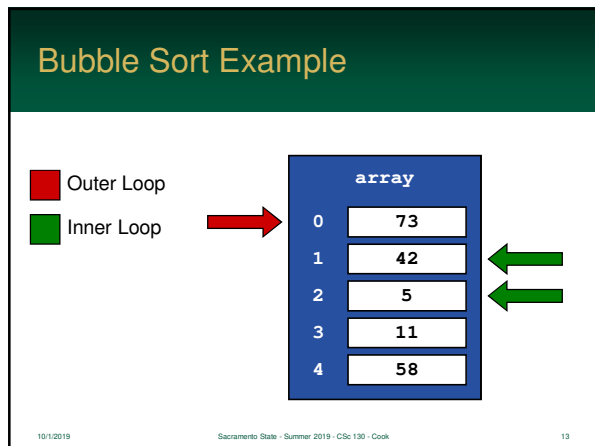 Bubble Sort Example
Outer Loop
Inner Loop
array
0 73
1 42
2 5
3 11
4 58
10/1/2019 Sacramento State - Summer 2019 - CSc 130 - Cook 13